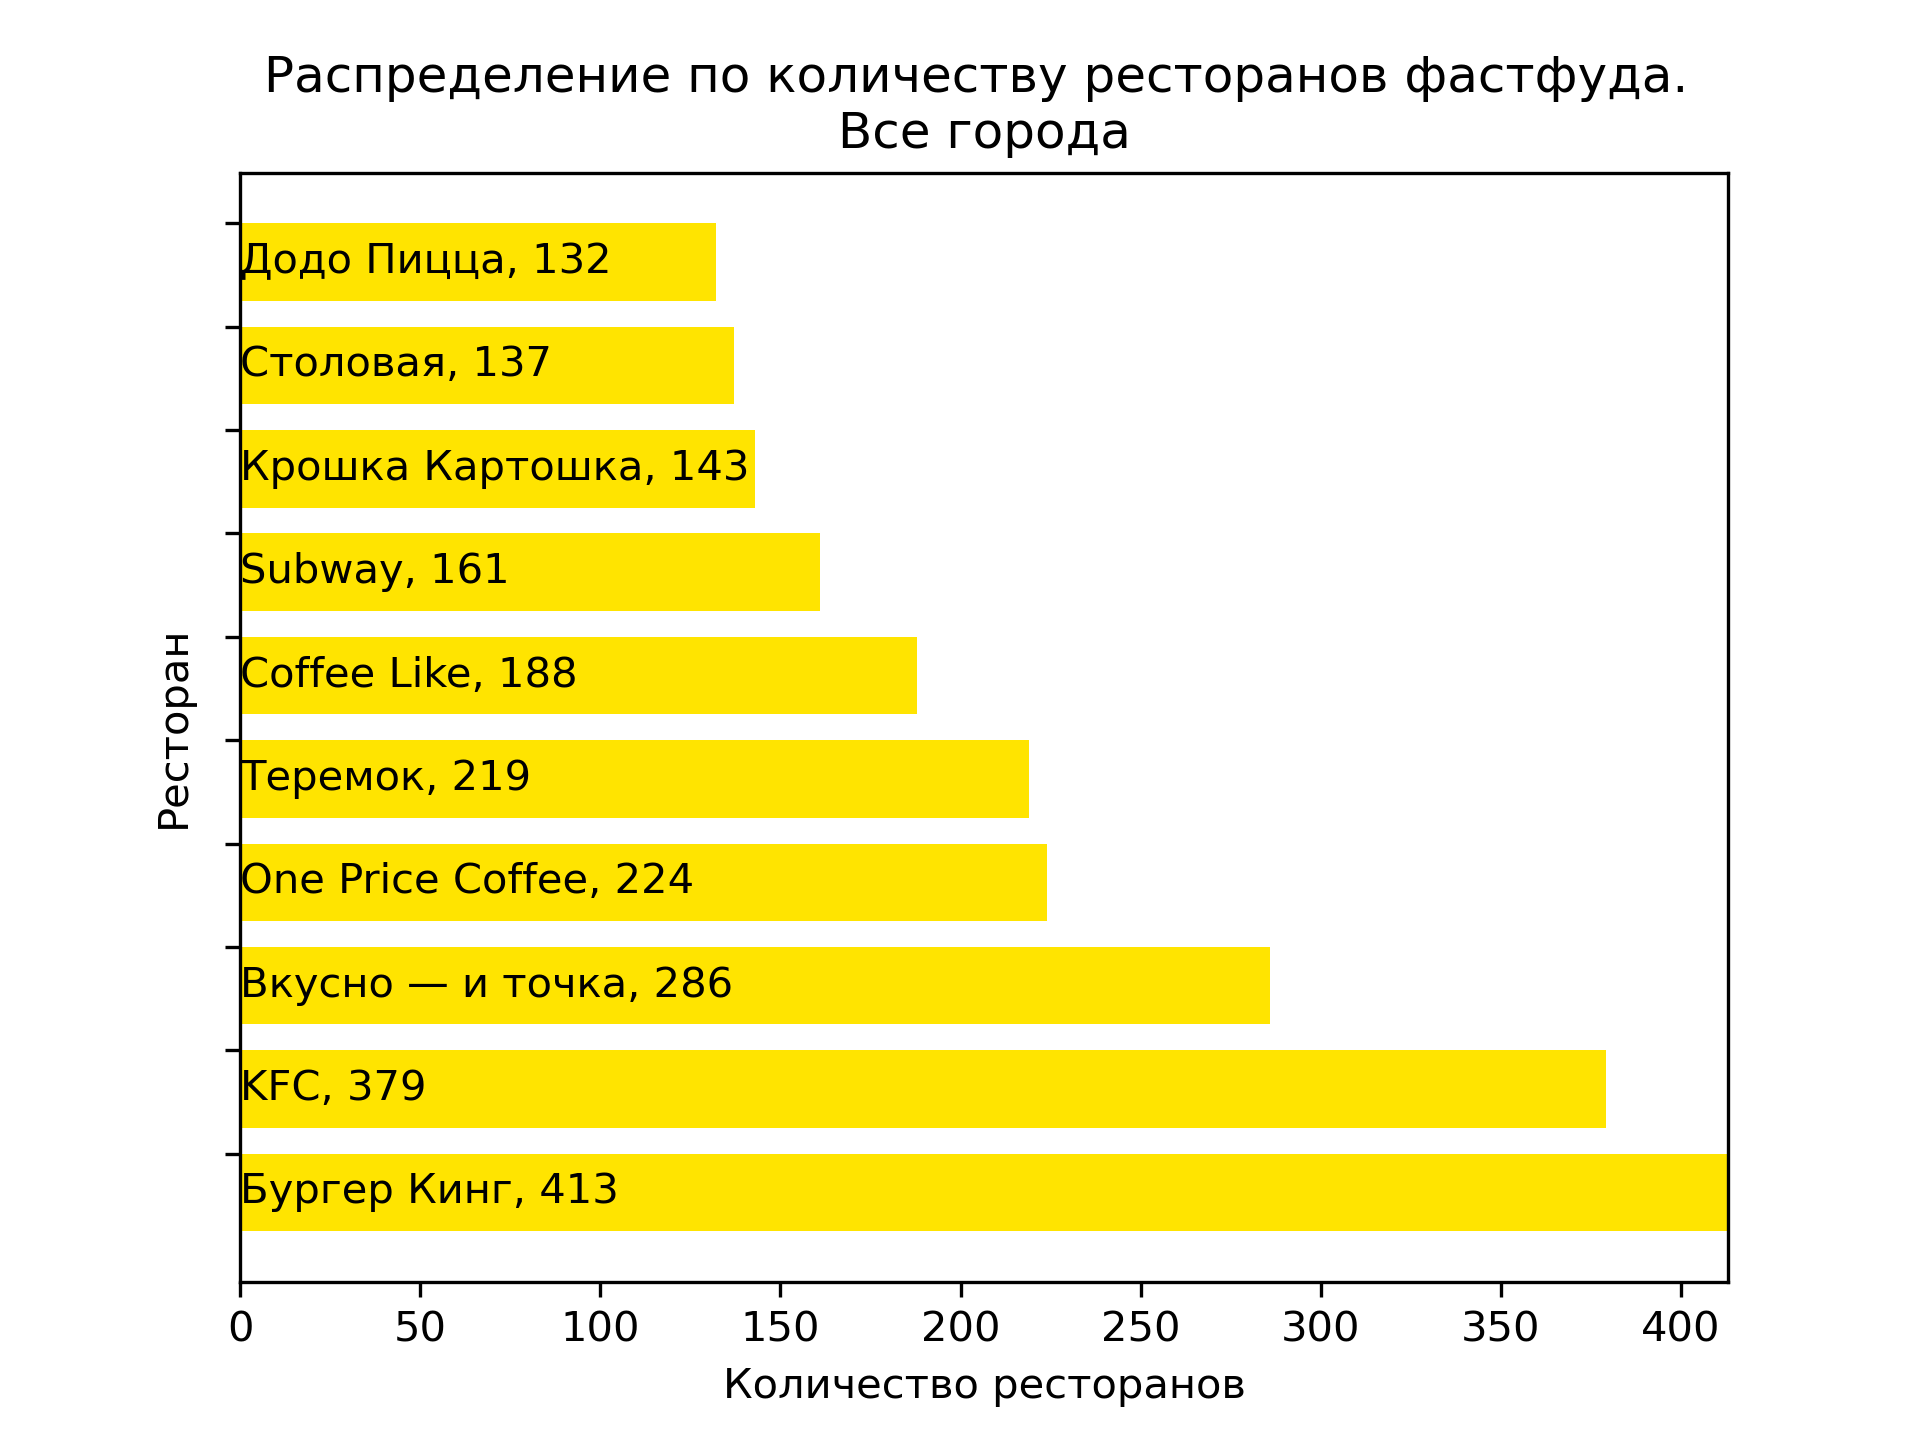 Распределение по количеству ресторанов фастфуда.
Все города
Додо Пицца, 132
Столовая, 137
Крошка Картошка, 143
Subway, 161
Coffee Like, 188
Теремок, 219
One Price Coffee, 224
Вкусно — и точка, 286
KFC, 379
Бургер Кинг, 413
Ресторан
0 50 100 150 200 250 300 350 400
Количество ресторанов